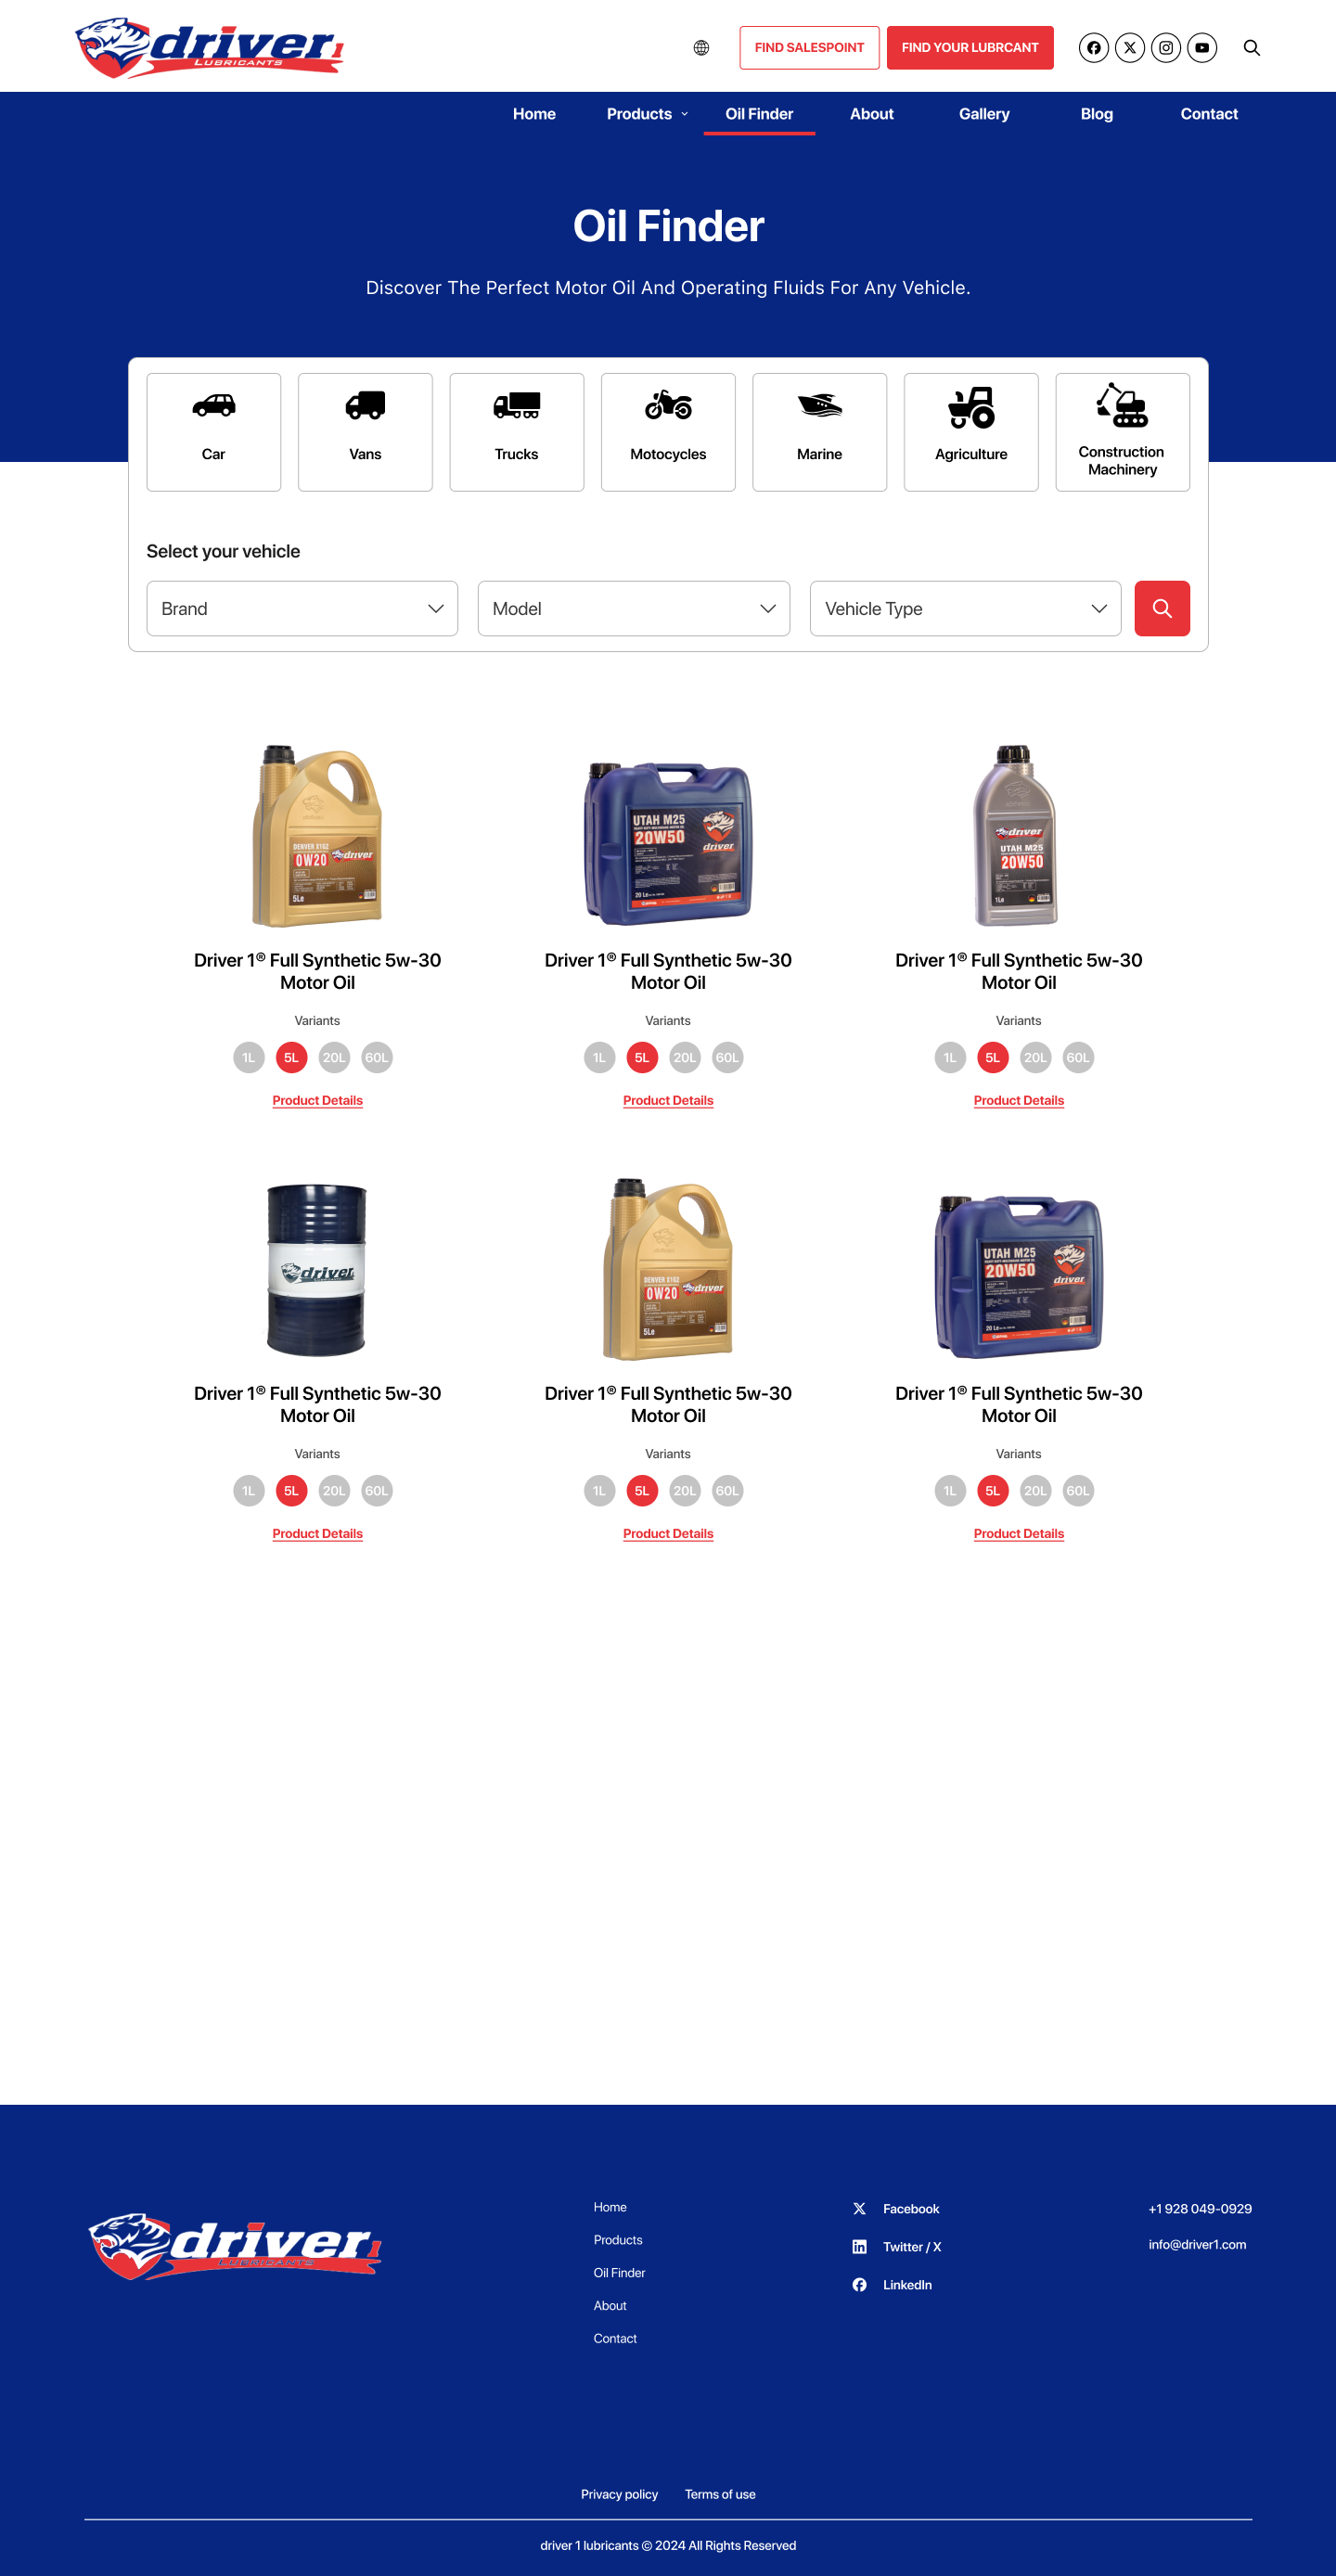 driver 1
LUBRICANTS
FIND SALESPOINT
FIND YOUR LUBRCANT
Home
Products
Oil Finder
About
Gallery
Blog
Contact
Oil Finder
Discover The Perfect Motor Oil And Operating Fluids For Any Vehicle.
Car
Vans
Trucks
Motocycles
Marine
Agriculture
Construction
Machinery
Select your vehicle
Brand
Model
Vehicle Type
DENVER X102
0W20
driver
5Le
UTAH M25
20W50
driver
20 Le
driver
UTAH M25
20W50
1Le
Driver 1® Full Synthetic 5w-30
Motor Oil
Variants
1L
5L
20L
60L
Product Details
Driver 1® Full Synthetic 5w-30
Motor Oil
Variants
1L
5L
20L
60L
Product Details
Driver 1® Full Synthetic 5w-30
Motor Oil
Variants
1L
5L
20L
60L
Product Details
driver
DENVER X102
0W20
driver
5Le
UTAH M25
20W50
driver
20 Le
Driver 1® Full Synthetic 5w-30
Motor Oil
Variants
1L
5L
20L
60L
Product Details
Driver 1® Full Synthetic 5w-30
Motor Oil
Variants
1L
5L
20L
60L
Product Details
Driver 1® Full Synthetic 5w-30
Motor Oil
Variants
1L
5L
20L
60L
Product Details
driver 1
LUBRICANTS
Home
Products
Oil Finder
About
Contact
Facebook
Twitter / X
LinkedIn
+1 928 049-0929
info@driver1.com
Privacy policy
Terms of use
driver 1 lubricants © 2024 All Rights Reserved